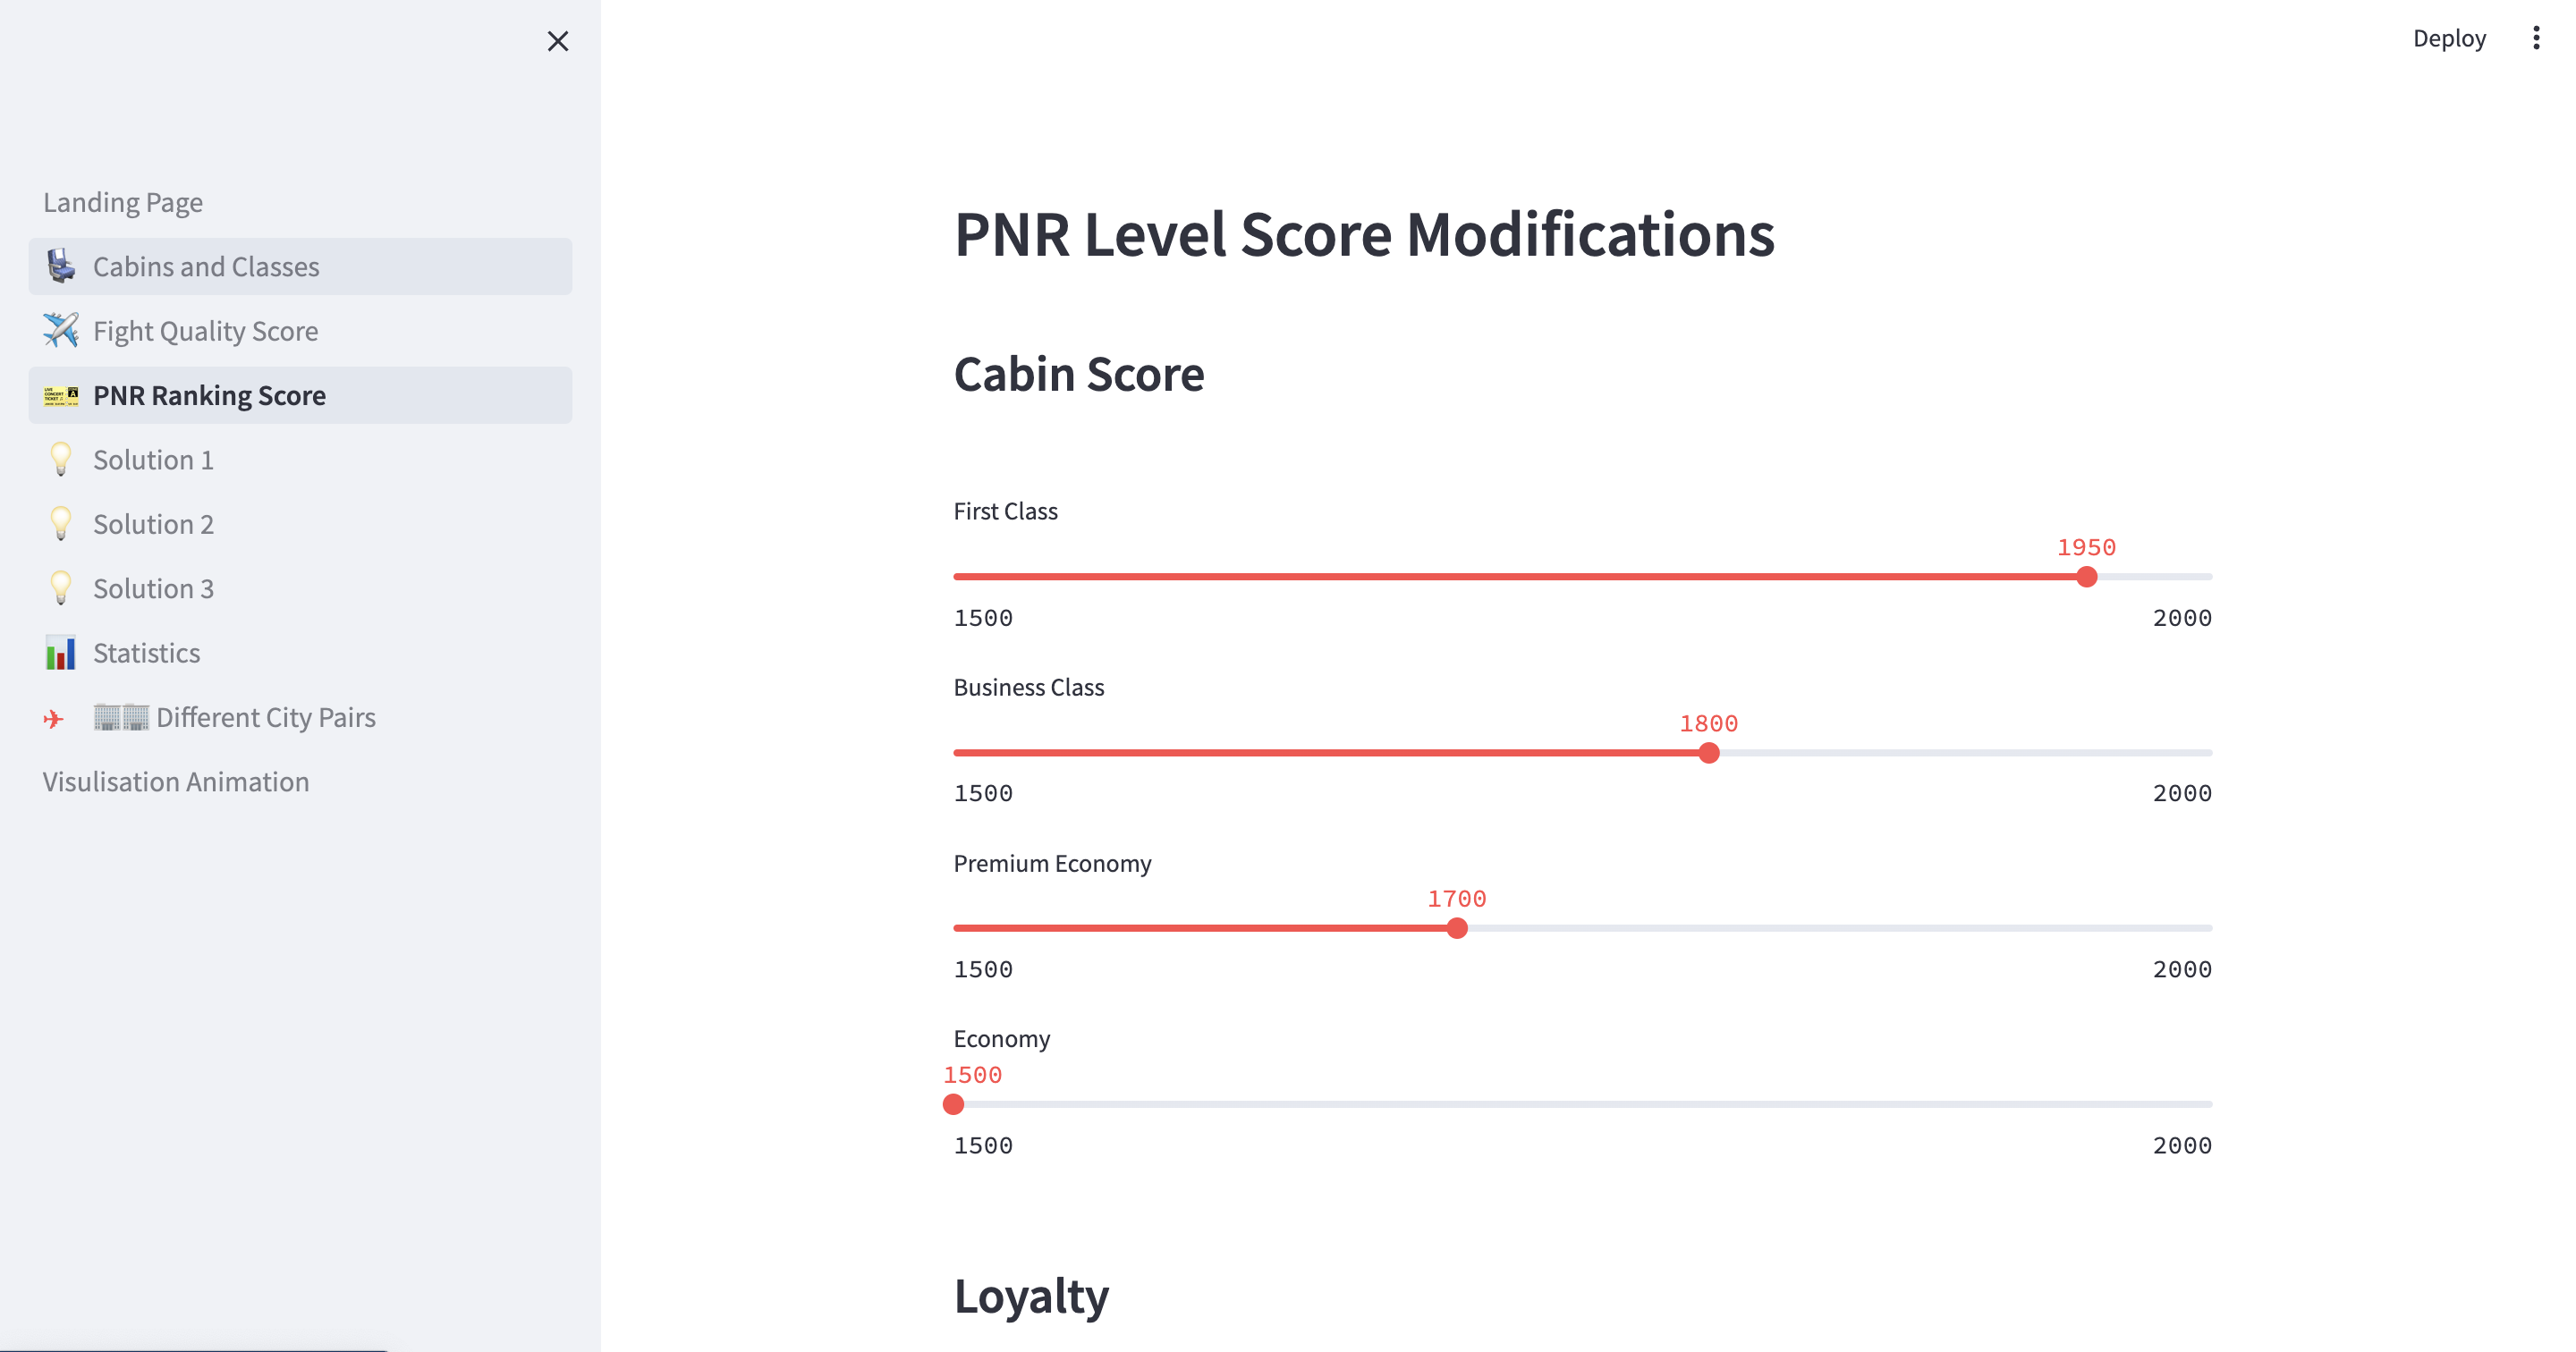 Deploy
Landing Page
Cabins and Classes
Fight Quality Score
PNR Ranking Score
Solution 1
Solution 2
Solution 3
Statistics
Different City Pairs
Visulisation Animation
PNR Level Score Modifications
Cabin Score
First Class
1950
1500 2000
Business Class
1800
1500 2000
Premium Economy
1700
1500 2000
Economy
1500
1500 2000
Loyalty